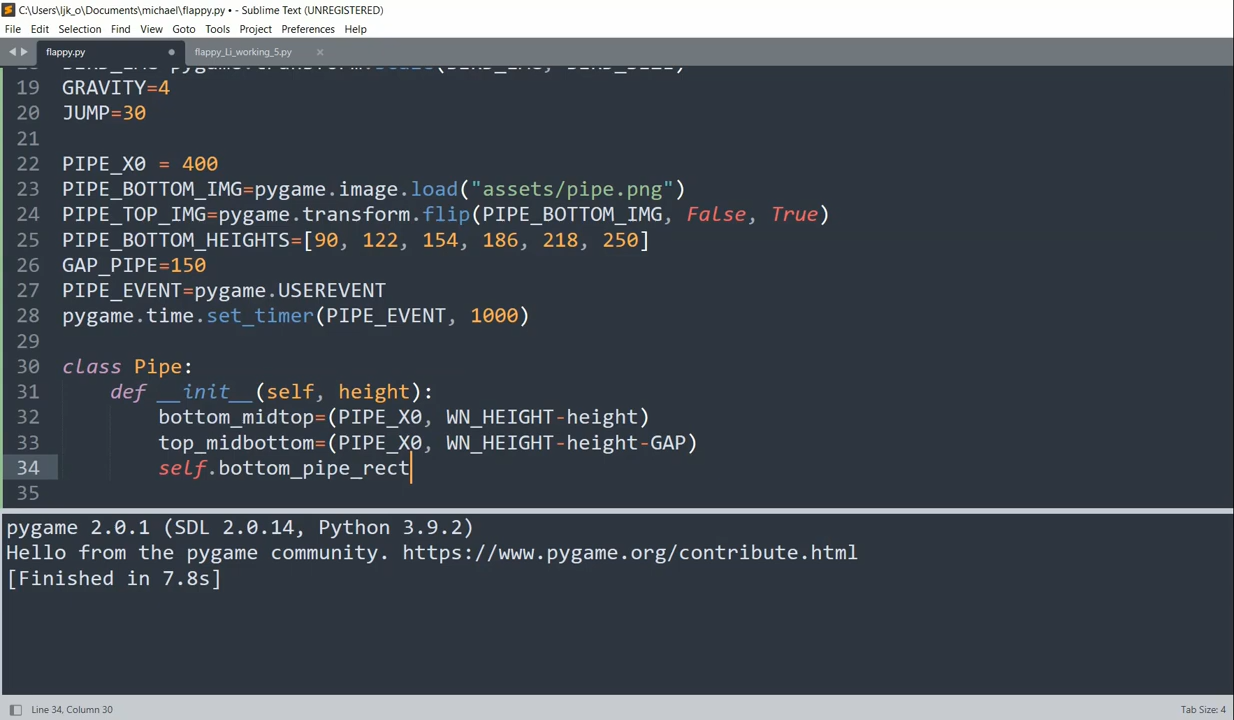 C:\Users\ljk_o\Documents\michael\flappy.py • - Sublime Text (UNREGISTERED)
File Edit Selection Find View Goto Tools Project Preferences Help
flappy.py flappy_Li_working_5.py
19 GRAVITY=4
20 JUMP=30
21
22 PIPE_X0 = 400
23 PIPE_BOTTOM_IMG=pygame.image.load("assets/pipe.png")
24 PIPE_TOP_IMG=pygame.transform.flip(PIPE_BOTTOM_IMG, False, True)
25 PIPE_BOTTOM_HEIGHTS=[90, 122, 154, 186, 218, 250]
26 GAP_PIPE=150
27 PIPE_EVENT=pygame.USEREVENT
28 pygame.time.set_timer(PIPE_EVENT, 1000)
29
30 class Pipe:
31 def __init__(self, height):
32 bottom_midtop=(PIPE_X0, WN_HEIGHT-height)
33 top_midbottom=(PIPE_X0, WN_HEIGHT-height-GAP)
34 self.bottom_pipe_rect
35
pygame 2.0.1 (SDL 2.0.14, Python 3.9.2)
Hello from the pygame community. https://www.pygame.org/contribute.html
[Finished in 7.8s]
Line 34, Column 30 Tab Size: 4